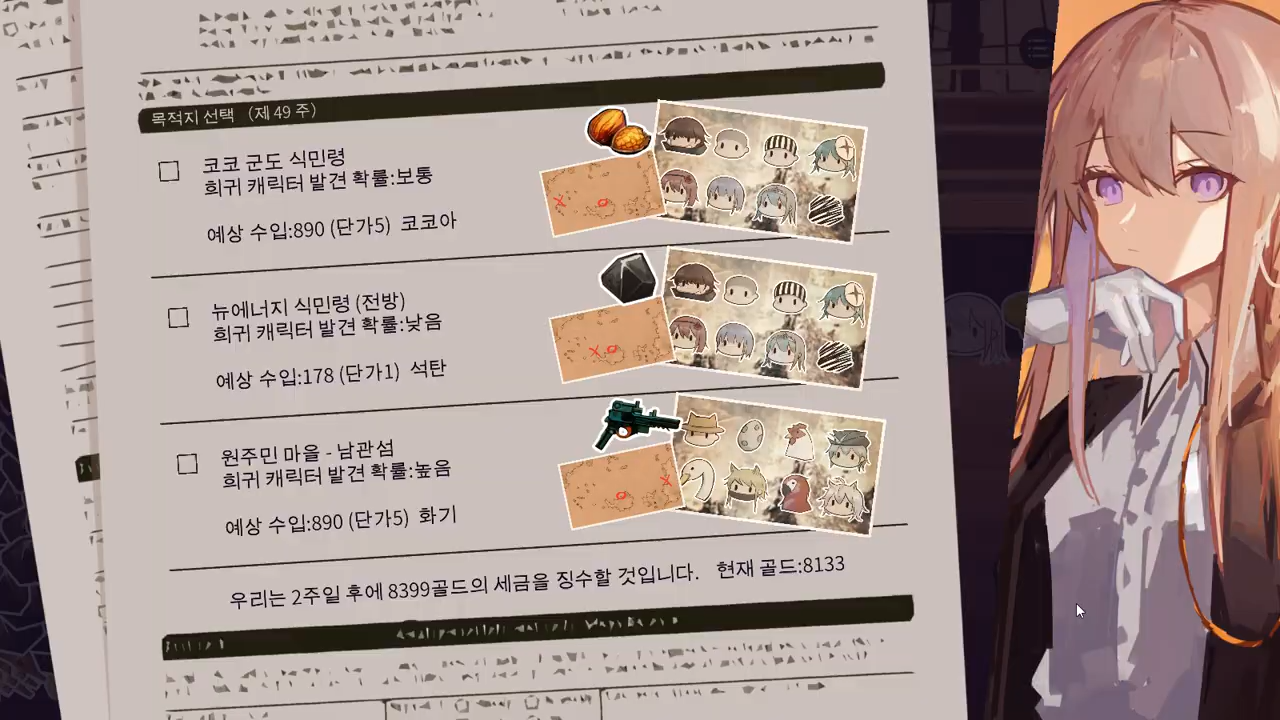 목적지 선택 (제 49 주)
코코 군도 식민령
희귀 캐릭터 발견 확률:보통
예상 수입:890 (단가5) 코코아
뉴에너지 식민령 (전방)
희귀 캐릭터 발견 확률:낮음
예상 수입:178 (단가1) 석탄
원주민 마을 - 남관섬
희귀 캐릭터 발견 확률:높음
예상 수입:890 (단가5) 화기
우리는 2주일 후에 8399골드의 세금을 징수할 것입니다. 현재 골드:8133